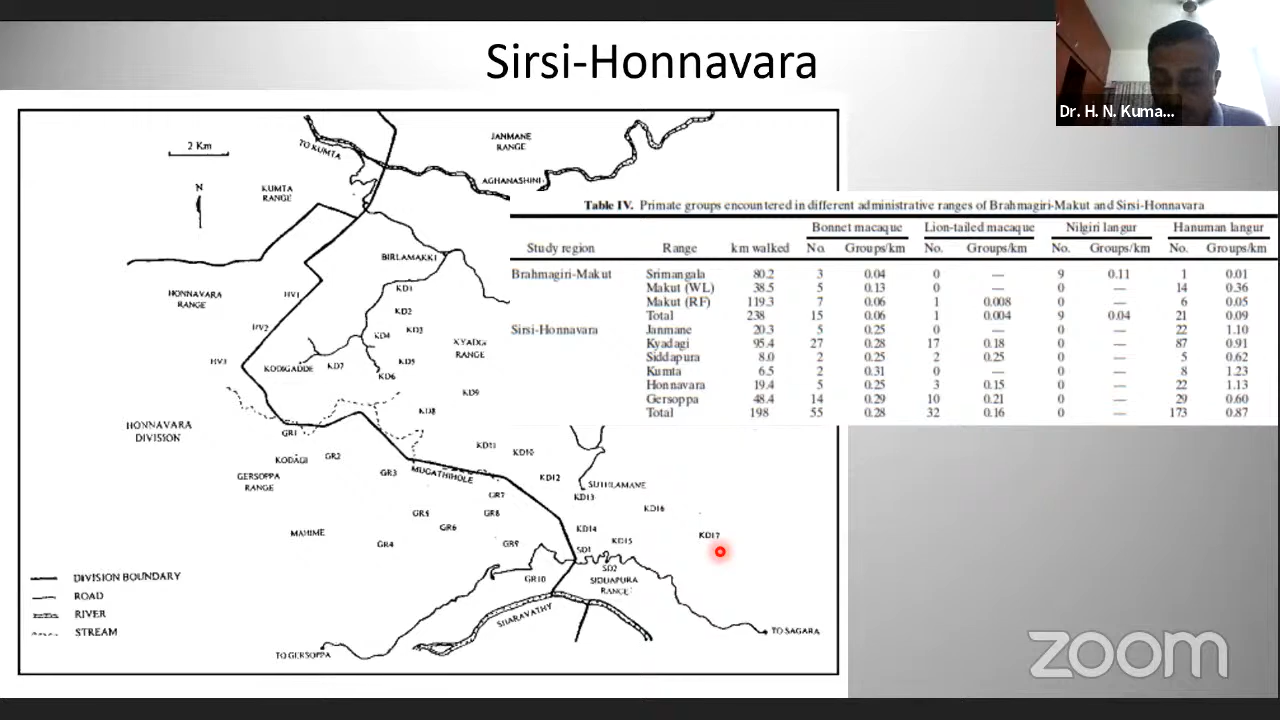 Sirsi-Honnavara
Dr. H. N. Kuma...
2 Km
TO KUMTA
JANMANE
RANGE
N
KUMTA
RANGE
AGHANASHINI
BIRLAMAKKI
HONNAVARA
RANGE
HV1
HV2
HV3
KD1
KD2
KD3
KD4
KYADGI
RANGE
KODIGADDE
KD7
KD5
KD6
KD9
KD8
HONNAVARA
DIVISION
GR1
KODAGI
GR2
GERSOPPA
RANGE
GR3
MUGATHIHOLE
KD11
KD10
KD12
SUTHLAMANE
KD13
GR7
KD16
GR5
GR8
GR6
MAHIME
KD14
KD15
KD17
GR4
GR9
SD1
SD2
GR10
SIDDAPURA
RANGE
SHARAVATHY
TO SAGARA
TO GERSOPPA
DIVISION BOUNDARY
ROAD
RIVER
STREAM
Table IV. Primate groups encountered in different administrative ranges of Brahmagiri-Makut and Sirsi-Honnavara
Bonnet macaque Lion-tailed macaque Nilgiri langur Hanuman langur
Study region Range km walked No. Groups/km No. Groups/km No. Groups/km No. Groups/km
Brahmagiri-Makut Srimangala 80.2 3 0.04 0 — 9 0.11 1 0.01
Makut (WL) 38.5 5 0.13 0 — 0 — 14 0.36
Makut (RF) 119.3 7 0.06 1 0.008 0 — 6 0.05
Total 238 15 0.06 1 0.004 9 0.04 21 0.09
Sirsi-Honnavara Janmane 20.3 5 0.25 0 — 0 — 22 1.10
Kyadagi 95.4 27 0.28 17 0.18 0 — 87 0.91
Siddapura 8.0 2 0.25 2 0.25 0 — 5 0.62
Kumta 6.5 2 0.31 0 — 0 — 8 1.23
Honnavara 19.4 5 0.25 3 0.15 0 — 22 1.13
Gersoppa 48.4 14 0.29 10 0.21 0 — 29 0.60
Total 198 55 0.28 32 0.16 0 — 173 0.87
zoom